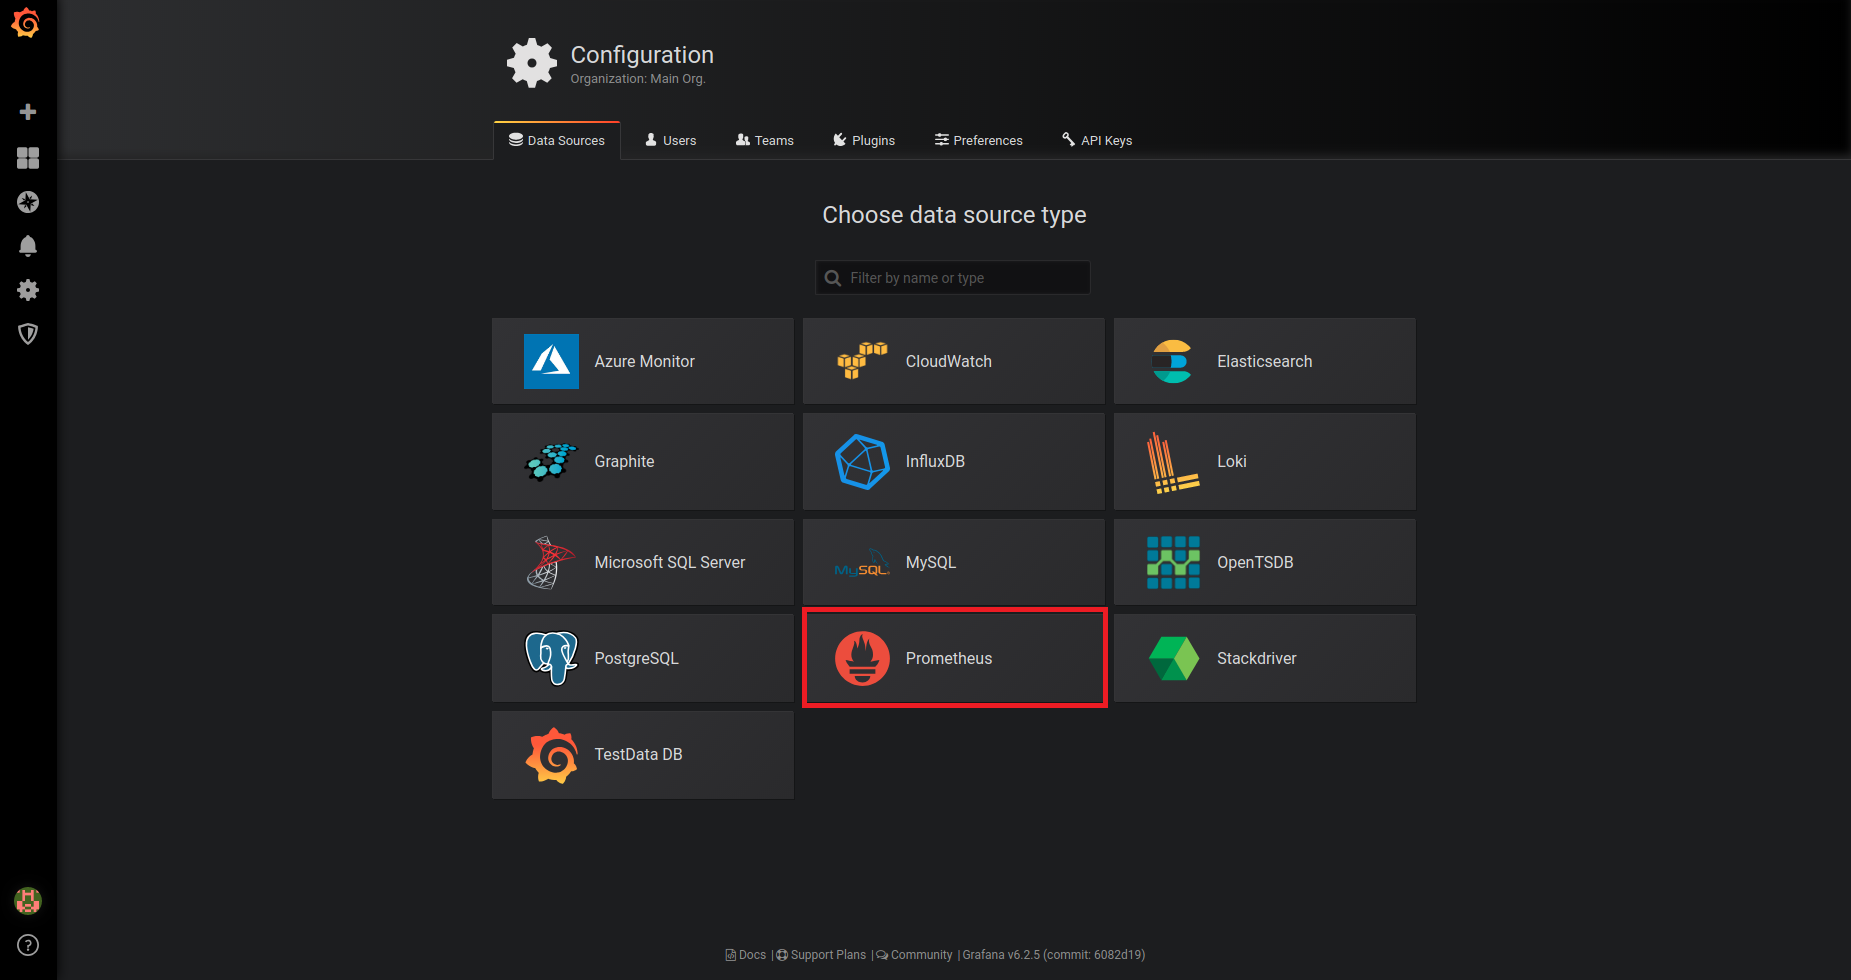 Configuration
Organization: Main Org.
Data Sources Users Teams Plugins Preferences API Keys
Choose data source type
Filter by name or type
Azure Monitor CloudWatch Elasticsearch
Graphite InfluxDB Loki
Microsoft SQL Server MySQL MySQL OpenTSDB
PostgreSQL Prometheus Stackdriver
TestData DB
?
Docs | Support Plans | Community | Grafana v6.2.5 (commit: 6082d19)